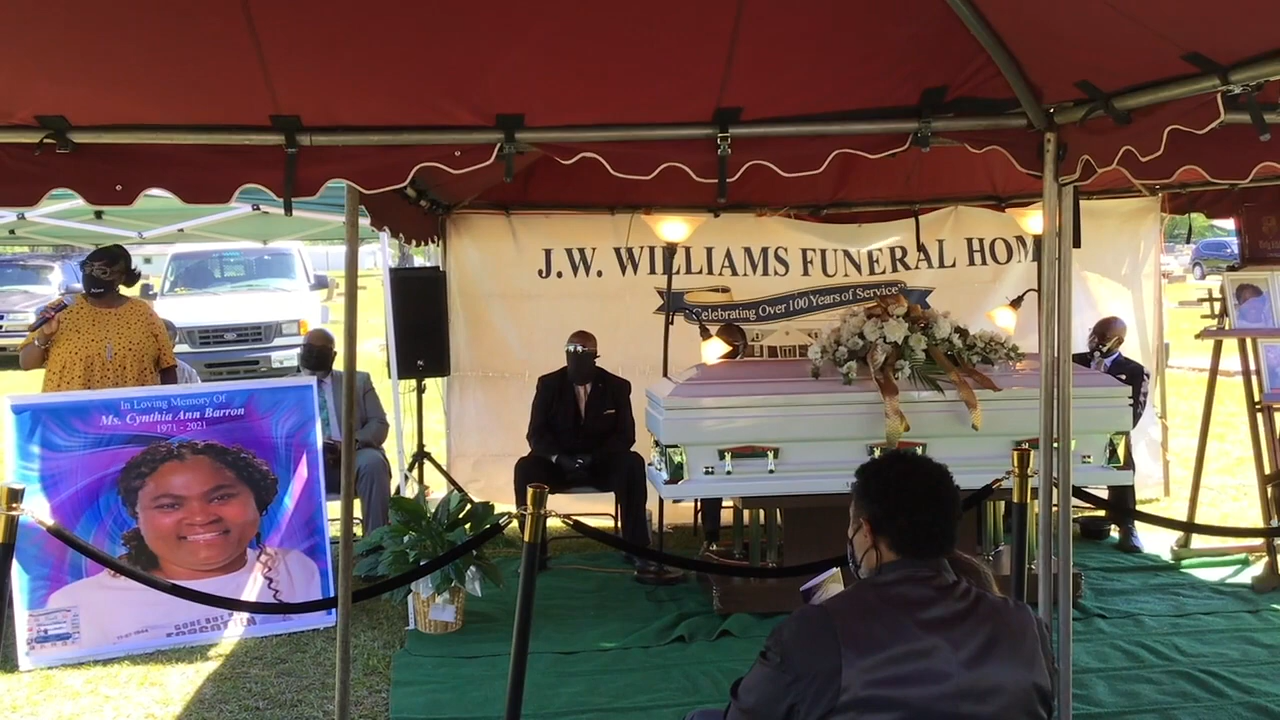 J.W. WILLIAMS FUNERAL HOM
"Celebrating Over 100 Years of Service"
In Loving Memory Of
Ms. Cynthia Ann Barron
1971 - 2021
GONE BUT
FORGOTTEN